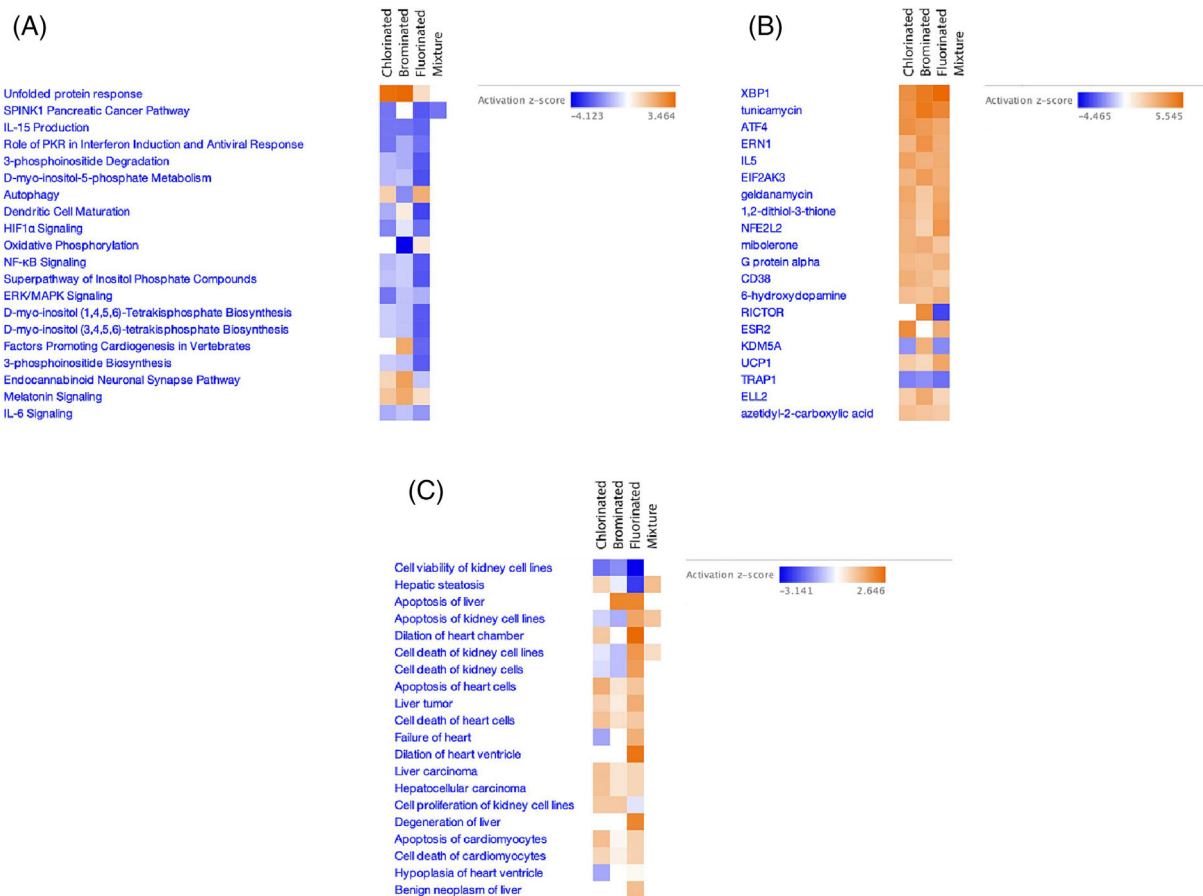 (A)
Chlorinated
Brominated
Fluorinated
Mixture
Activation z-score
-4.123 3.464
Unfolded protein response
SPINK1 Pancreatic Cancer Pathway
IL-15 Production
Role of PKR in Interferon Induction and Antiviral Response
3-phosphoinositide Degradation
D-myo-inositol-5-phosphate Metabolism
Autophagy
Dendritic Cell Maturation
HIF1α Signaling
Oxidative Phosphorylation
NF-κB Signaling
Superpathway of Inositol Phosphate Compounds
ERK/MAPK Signaling
D-myo-inositol (1,4,5,6)-Tetrakisphosphate Biosynthesis
D-myo-inositol (3,4,5,6)-tetrakisphosphate Biosynthesis
Factors Promoting Cardiogenesis in Vertebrates
3-phosphoinositide Biosynthesis
Endocannabinoid Neuronal Synapse Pathway
Melatonin Signaling
IL-6 Signaling
(B)
Chlorinated
Brominated
Fluorinated
Mixture
Activation z-score
-4.465 5.545
XBP1
tunicamycin
ATF4
ERN1
IL5
EIF2AK3
geldanamycin
1,2-dithiol-3-thione
NFE2L2
mibolerone
G protein alpha
CD38
6-hydroxydopamine
RICTOR
ESR2
KDM5A
UCP1
TRAP1
ELL2
azetidyl-2-carboxylic acid
(C)
Chlorinated
Brominated
Fluorinated
Mixture
Activation z-score
-3.141 2.646
Cell viability of kidney cell lines
Hepatic steatosis
Apoptosis of liver
Apoptosis of kidney cell lines
Dilation of heart chamber
Cell death of kidney cell lines
Cell death of kidney cells
Apoptosis of heart cells
Liver tumor
Cell death of heart cells
Failure of heart
Dilation of heart ventricle
Liver carcinoma
Hepatocellular carcinoma
Cell proliferation of kidney cell lines
Degeneration of liver
Apoptosis of cardiomyocytes
Cell death of cardiomyocytes
Hypoplasia of heart ventricle
Benign neoplasm of liver